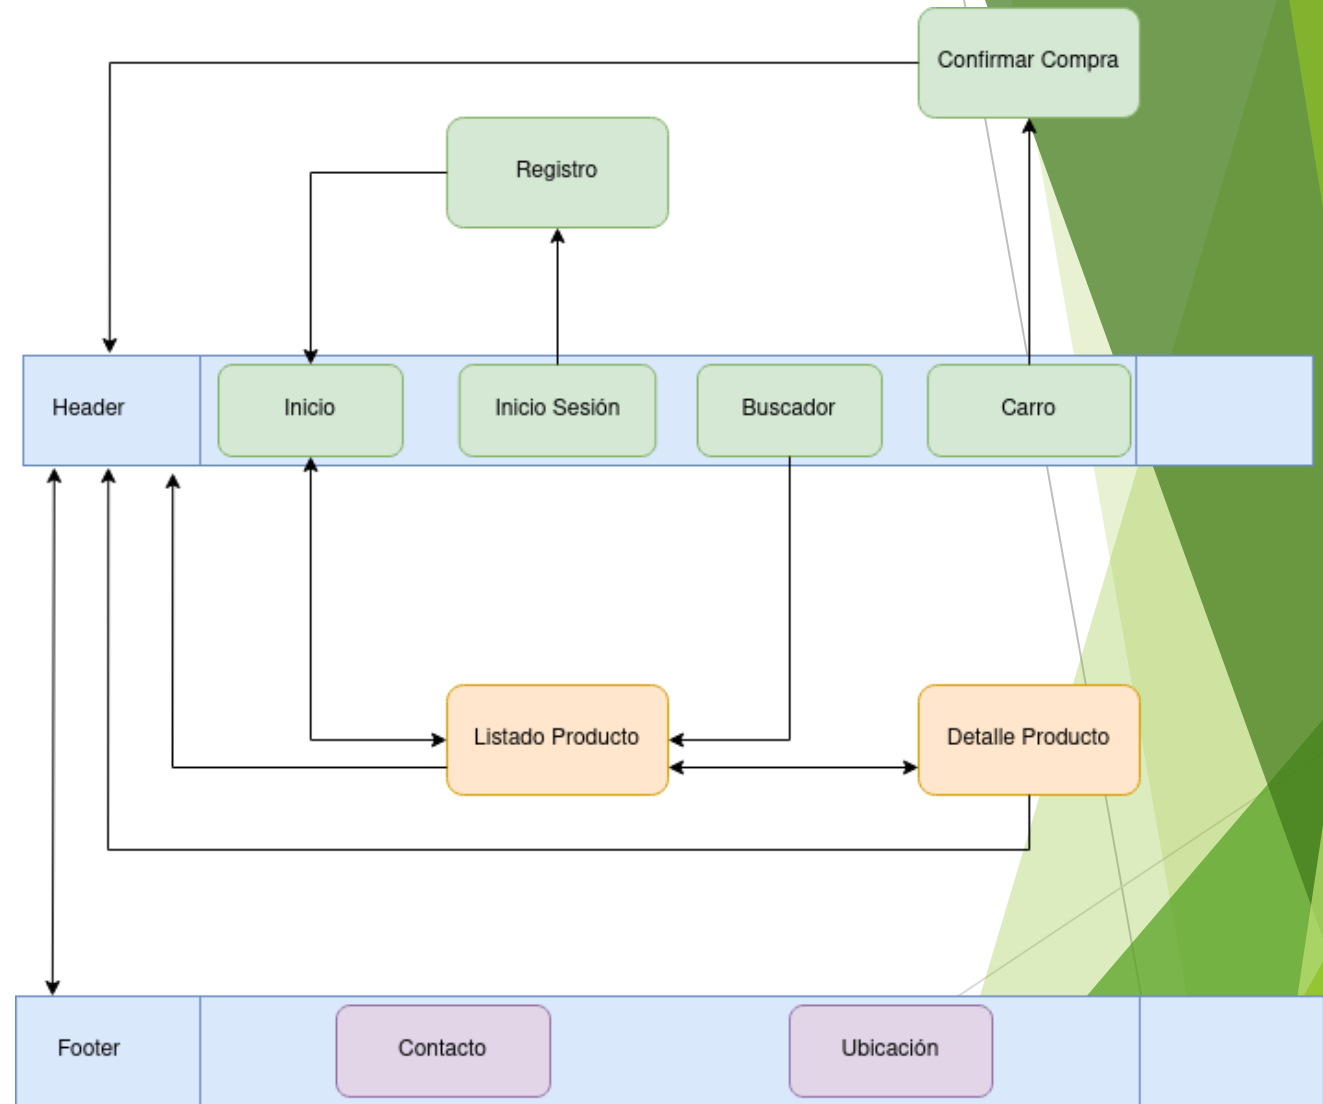 Confirmar Compra
Registro
Header
Inicio
Inicio Sesión
Buscador
Carro
Listado Producto
Detalle Producto
Footer
Contacto
Ubicación